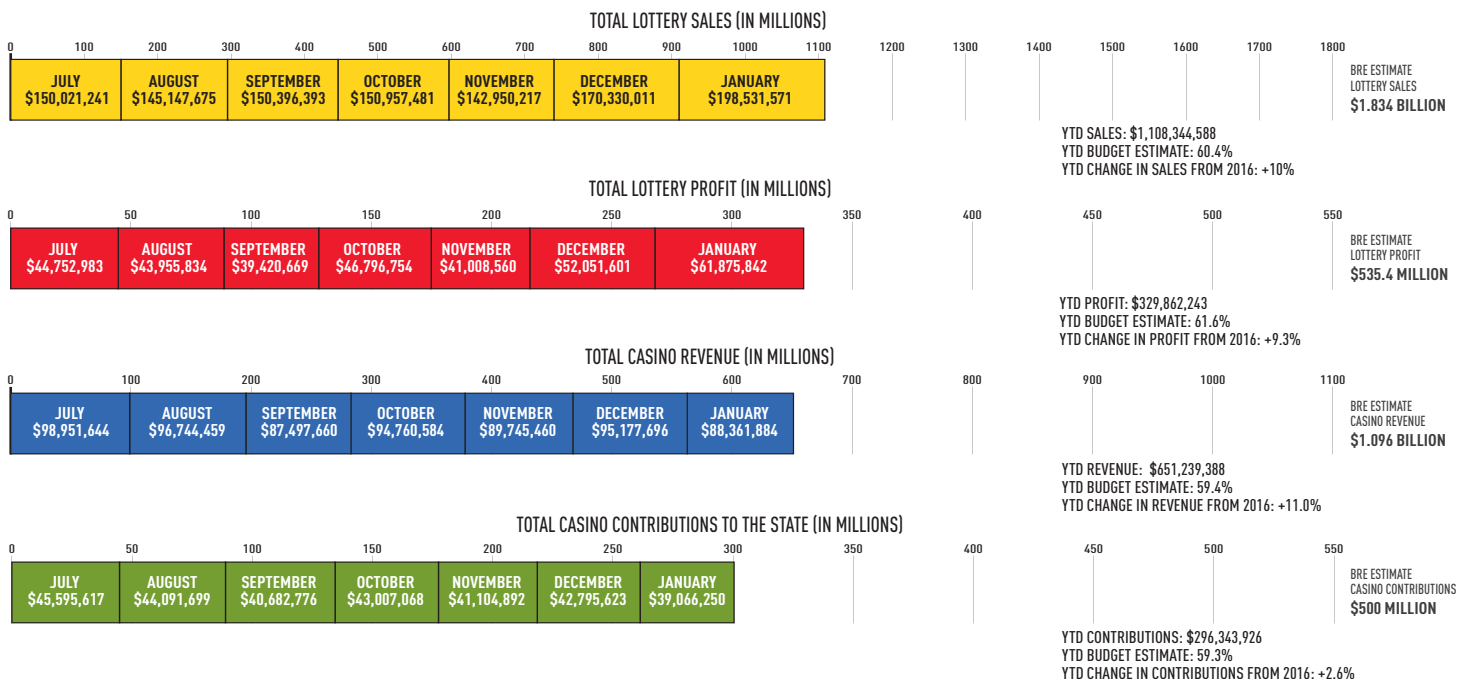 TOTAL LOTTERY SALES (IN MILLIONS)
0 100 200 300 400 500 600 700 800 900 1000 1100 1200 1300 1400 1500 1600 1700 1800
JULY AUGUST SEPTEMBER OCTOBER NOVEMBER DECEMBER JANUARY
$150,021,241 $145,147,675 $150,396,393 $150,957,481 $142,950,217 $170,330,011 $198,531,571
BRE ESTIMATE
LOTTERY SALES
$1.834 BILLION
YTD SALES: $1,108,344,588
YTD BUDGET ESTIMATE: 60.4%
YTD CHANGE IN SALES FROM 2016: +10%
TOTAL LOTTERY PROFIT (IN MILLIONS)
0 50 100 150 200 250 300 350 400 450 500 550
JULY AUGUST SEPTEMBER OCTOBER NOVEMBER DECEMBER JANUARY
$44,752,983 $43,955,834 $39,420,669 $46,796,754 $41,008,560 $52,051,601 $61,875,842
BRE ESTIMATE
LOTTERY PROFIT
$535.4 MILLION
YTD PROFIT: $329,862,243
YTD BUDGET ESTIMATE: 61.6%
YTD CHANGE IN PROFIT FROM 2016: +9.3%
TOTAL CASINO REVENUE (IN MILLIONS)
0 100 200 300 400 500 600 700 800 900 1000 1100
JULY AUGUST SEPTEMBER OCTOBER NOVEMBER DECEMBER JANUARY
$98,951,644 $96,744,459 $87,497,660 $94,760,584 $89,745,460 $95,177,696 $88,361,884
BRE ESTIMATE
CASINO REVENUE
$1.096 BILLION
YTD REVENUE: $651,239,388
YTD BUDGET ESTIMATE: 59.4%
YTD CHANGE IN REVENUE FROM 2016: +11.0%
TOTAL CASINO CONTRIBUTIONS TO THE STATE (IN MILLIONS)
0 50 100 150 200 250 300 350 400 450 500 550
JULY AUGUST SEPTEMBER OCTOBER NOVEMBER DECEMBER JANUARY
$45,595,617 $44,091,699 $40,682,776 $43,007,068 $41,104,892 $42,795,623 $39,066,250
BRE ESTIMATE
CASINO CONTRIBUTIONS
$500 MILLION
YTD CONTRIBUTIONS: $296,343,926
YTD BUDGET ESTIMATE: 59.3%
YTD CHANGE IN CONTRIBUTIONS FROM 2016: +2.6%